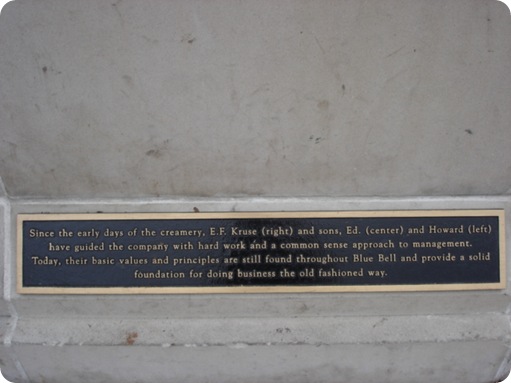 Since the early days of the creamery, E.F. Kruse (right) and sons, Ed. (center) and Howard (left)
have guided the company with hard work and a common sense approach to management.
Today, their basic values and principles are still found throughout Blue Bell and provide a solid
foundation for doing business the old fashioned way.